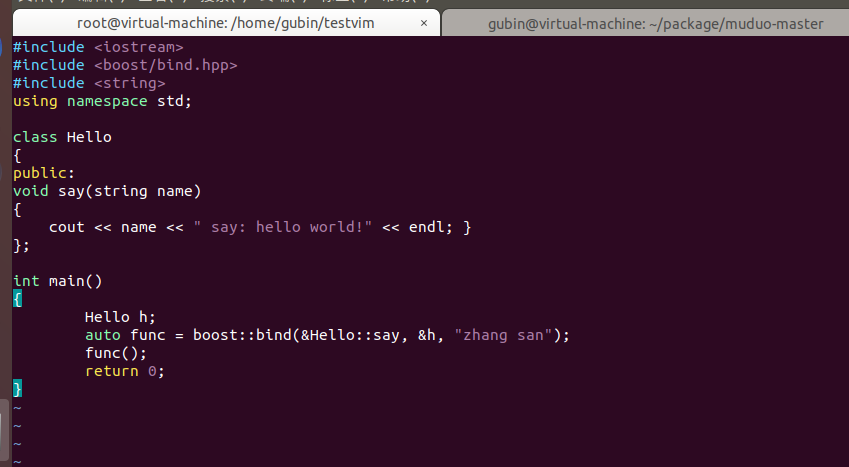 root@virtual-machine: /home/gubin/testvim × gubin@virtual-machine: ~/package/muduo-master
#include <iostream>
#include <boost/bind.hpp>
#include <string>
using namespace std;
class Hello
{
public:
void say(string name)
{
    cout << name << " say: hello world!" << endl; }
};
int main()
{
        Hello h;
        auto func = boost::bind(&Hello::say, &h, "zhang san");
        func();
        return 0;
}
~
~
~
~